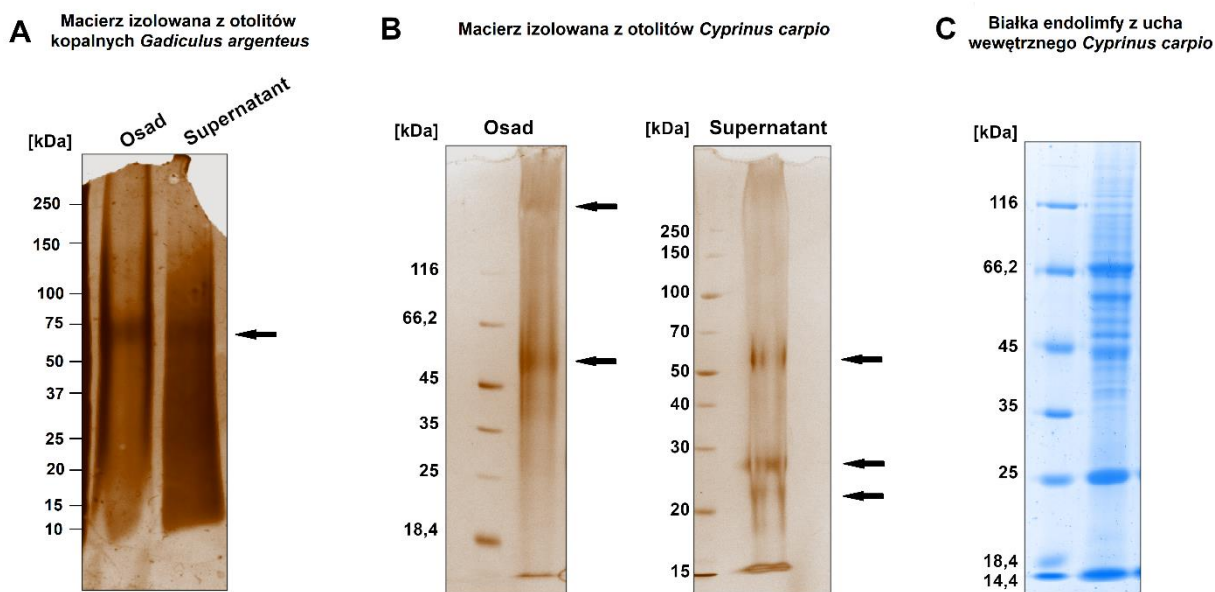 A
Macierz izolowana z otolitów
kopalnych Gadiculus argenteus
[kDa]
Osad
Supernatant
250
150
100
75
50
37
25
20
15
10
B
Macierz izolowana z otolitów Cyprinus carpio
[kDa]
Osad
116
66,2
45
35
25
18,4
[kDa]
Supernatant
250
150
100
70
50
40
30
20
15
C
Białka endolimfy z ucha
wewętrznego Cyprinus carpio
[kDa]
116
66,2
45
35
25
18,4
14,4